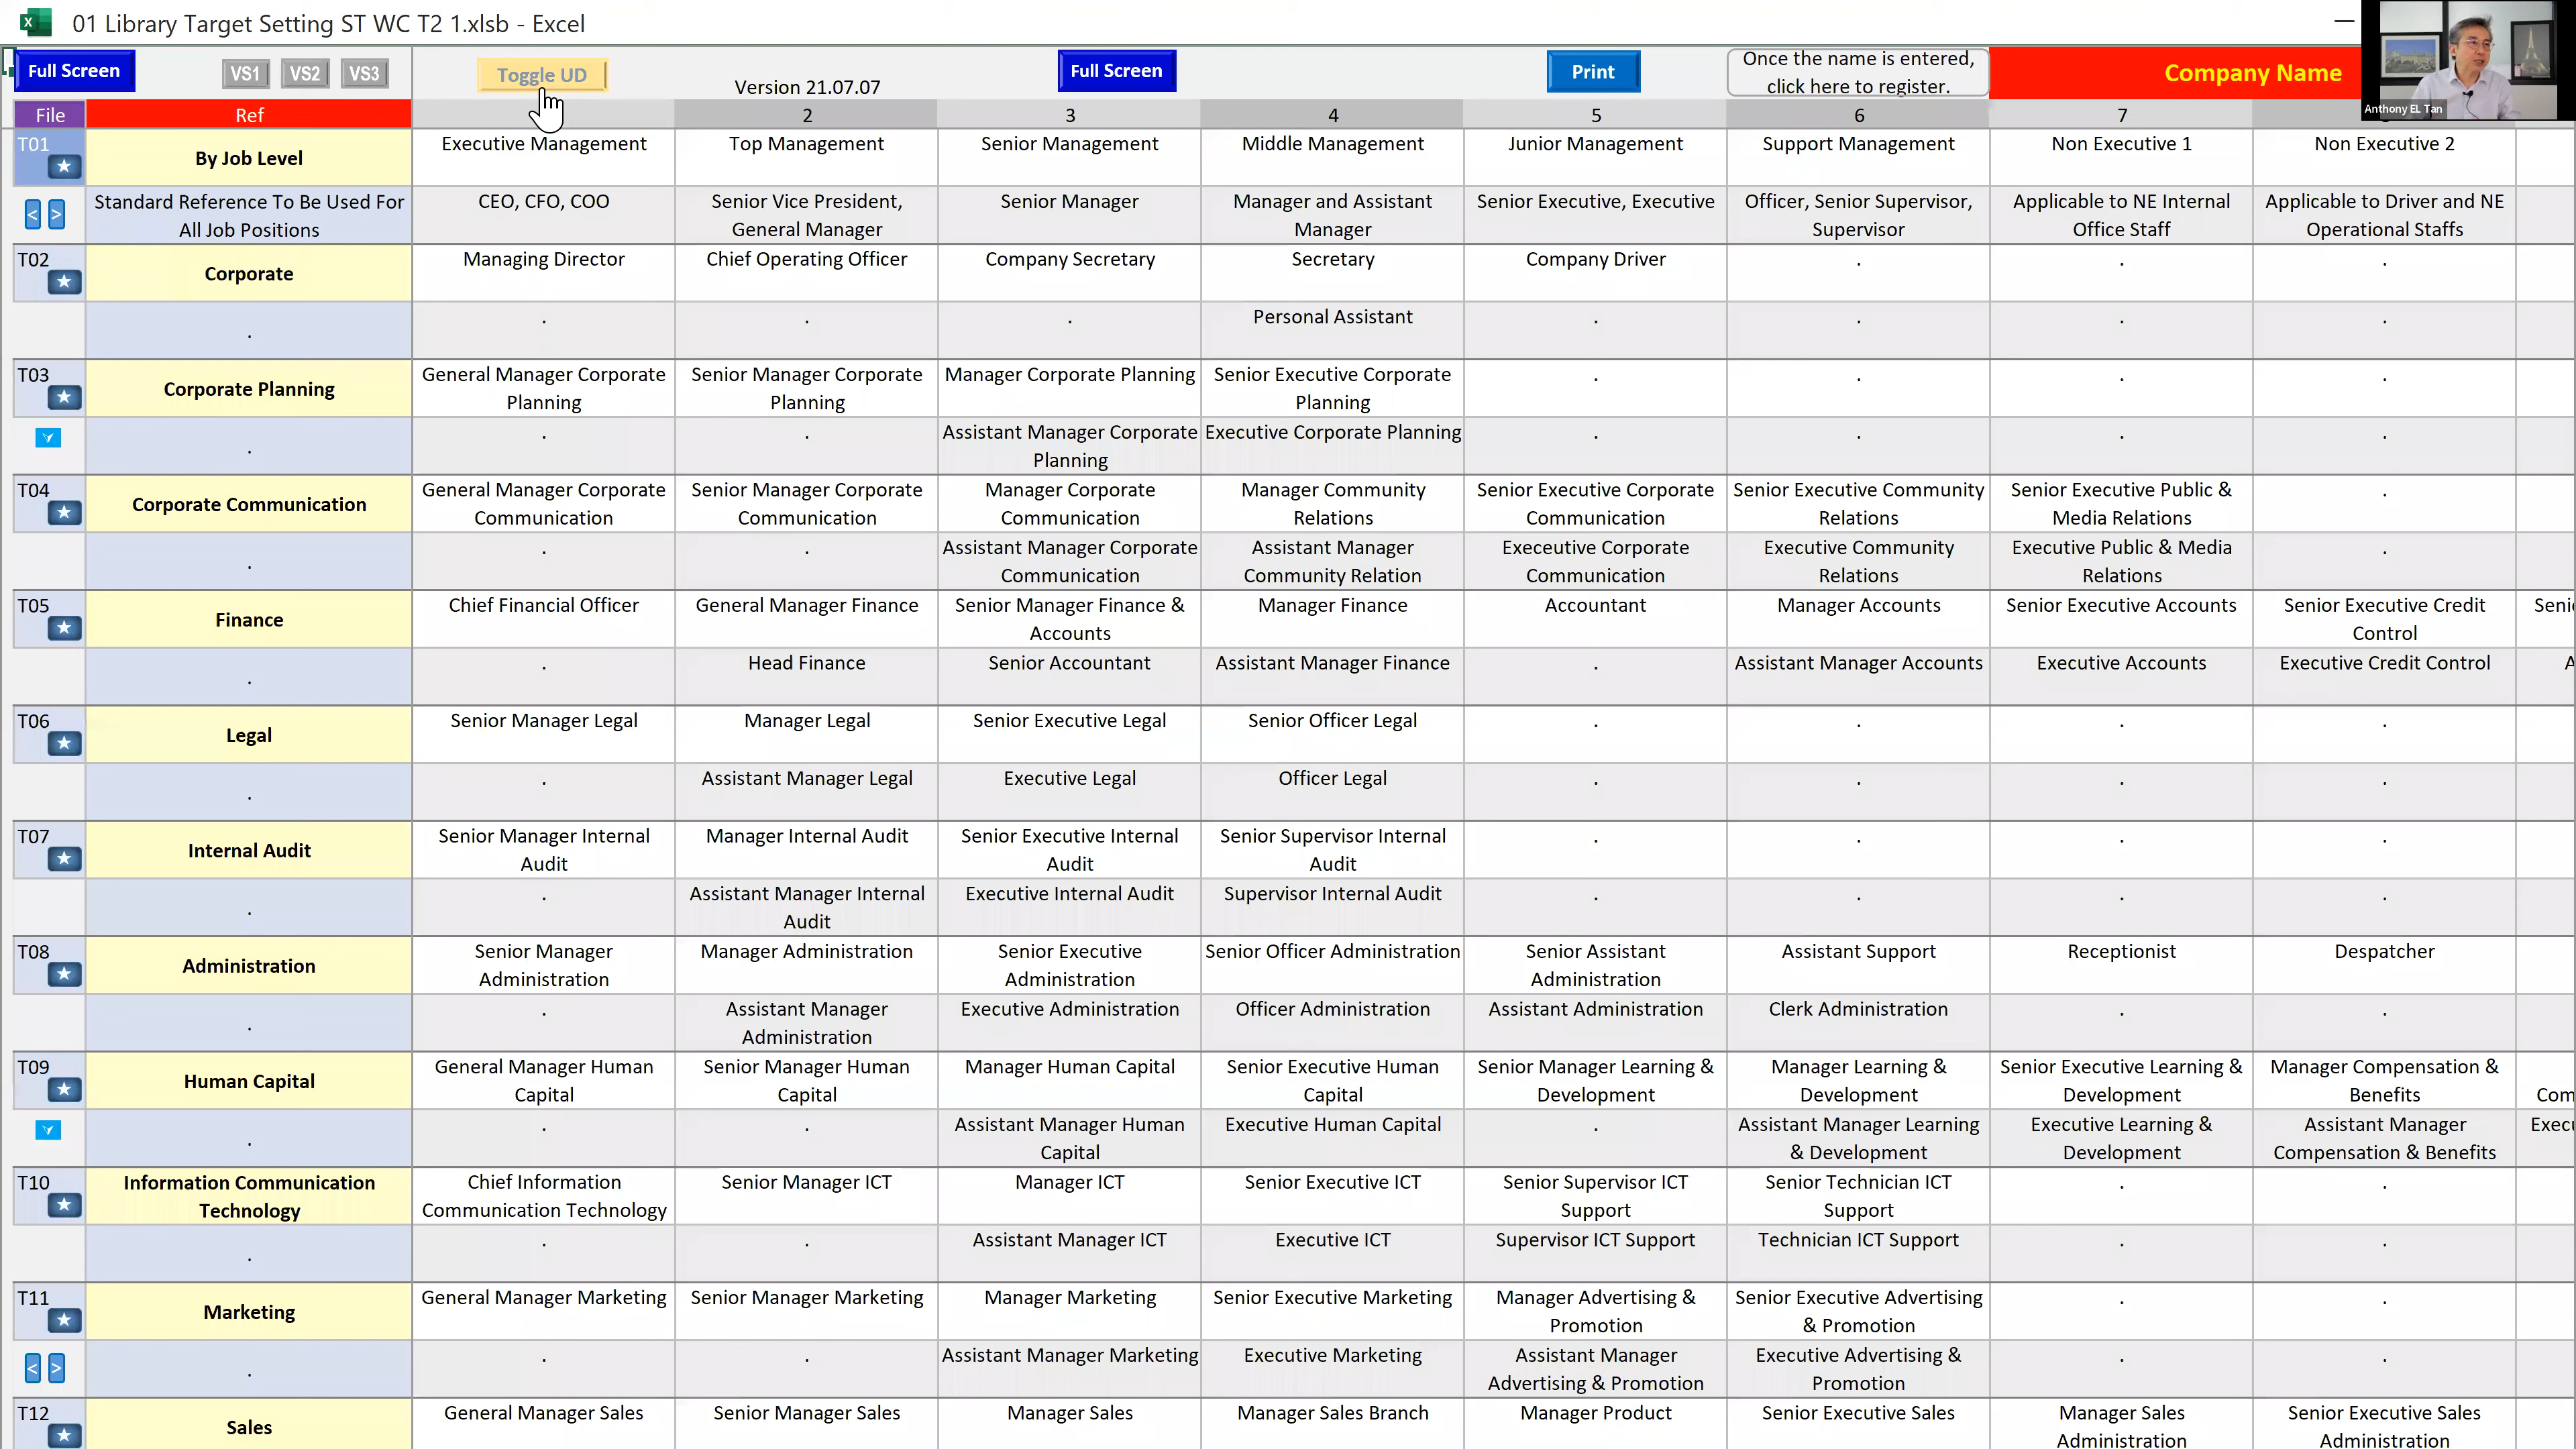 01 Library Target Setting ST WC T2 1.xlsb - Excel
Full Screen VS1 VS2 VS3 Toggle UD Version 21.07.07 Full Screen Print Once the name is entered, click here to register. Company Name
Anthony EL Tan
File Ref 2 3 4 5 6 7
T01 By Job Level Executive Management Top Management Senior Management Middle Management Junior Management Support Management Non Executive 1 Non Executive 2
< > Standard Reference To Be Used For All Job Positions CEO, CFO, COO Senior Vice President, General Manager Senior Manager Manager and Assistant Manager Senior Executive, Executive Officer, Senior Supervisor, Supervisor Applicable to NE Internal Office Staff Applicable to Driver and NE Operational Staffs
T02 Corporate Managing Director Chief Operating Officer Company Secretary Secretary Company Driver . . .
. . . . Personal Assistant . . . .
T03 Corporate Planning General Manager Corporate Planning Senior Manager Corporate Planning Manager Corporate Planning Senior Executive Corporate Planning . . . .
. . . Assistant Manager Corporate Planning Executive Corporate Planning . . . .
T04 Corporate Communication General Manager Corporate Communication Senior Manager Corporate Communication Manager Corporate Communication Manager Community Relations Senior Executive Corporate Communication Senior Executive Community Relations Senior Executive Public & Media Relations .
. . . Assistant Manager Corporate Communication Assistant Manager Community Relation Excecutive Corporate Communication Executive Community Relations Executive Public & Media Relations .
T05 Finance Chief Financial Officer General Manager Finance Senior Manager Finance & Accounts Manager Finance Accountant Manager Accounts Senior Executive Accounts Senior Executive Credit Control Seni
. . Head Finance Senior Accountant Assistant Manager Finance . Assistant Manager Accounts Executive Accounts Executive Credit Control A
T06 Legal Senior Manager Legal Manager Legal Senior Executive Legal Senior Officer Legal . . . .
. . Assistant Manager Legal Executive Legal Officer Legal . . . .
T07 Internal Audit Senior Manager Internal Audit Manager Internal Audit Senior Executive Internal Audit Senior Supervisor Internal Audit . . . .
. . Assistant Manager Internal Audit Executive Internal Audit Supervisor Internal Audit . . . .
T08 Administration Senior Manager Administration Manager Administration Senior Executive Administration Senior Officer Administration Senior Assistant Administration Assistant Support Receptionist Despatcher
. . Assistant Manager Administration Executive Administration Officer Administration Assistant Administration Clerk Administration . .
T09 Human Capital General Manager Human Capital Senior Manager Human Capital Manager Human Capital Senior Executive Human Capital Senior Manager Learning & Development Manager Learning & Development Senior Executive Learning & Development Manager Compensation & Benefits Com
. . . Assistant Manager Human Capital Executive Human Capital . Assistant Manager Learning & Development Executive Learning & Development Assistant Manager Compensation & Benefits Exec
T10 Information Communication Technology Chief Information Communication Technology Senior Manager ICT Manager ICT Senior Executive ICT Senior Supervisor ICT Support Senior Technician ICT Support . .
. . . Assistant Manager ICT Executive ICT Supervisor ICT Support Technician ICT Support . .
T11 Marketing General Manager Marketing Senior Manager Marketing Manager Marketing Senior Executive Marketing Manager Advertising & Promotion Senior Executive Advertising & Promotion . .
< > . . . Assistant Manager Marketing Executive Marketing Assistant Manager Advertising & Promotion Executive Advertising & Promotion . .
T12 Sales General Manager Sales Senior Manager Sales Manager Sales Manager Sales Branch Manager Product Senior Executive Sales Manager Sales Administration Senior Executive Sales Administration